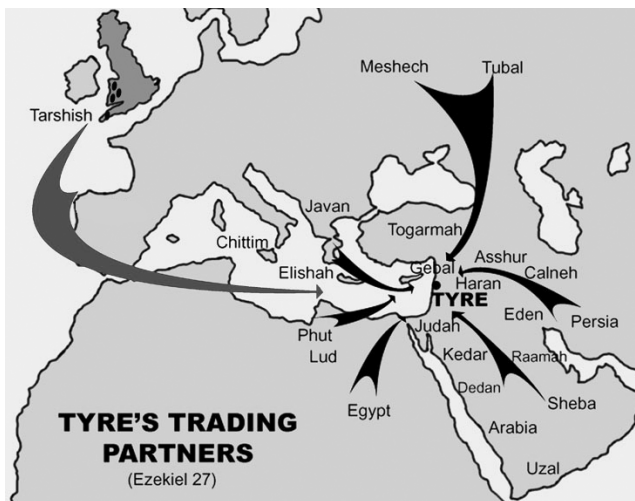 Meshech
Tubal
Tarshish
Javan
Togarmah
Chittim
Asshur
Elishah
Gebal
Calneh
Haran
TYRE
Eden
Persia
Phut
Judah
Lud
Kedar
Raamah
Dedan
Egypt
Sheba
Arabia
Uzal
TYRE'S TRADING
PARTNERS
(Ezekiel 27)